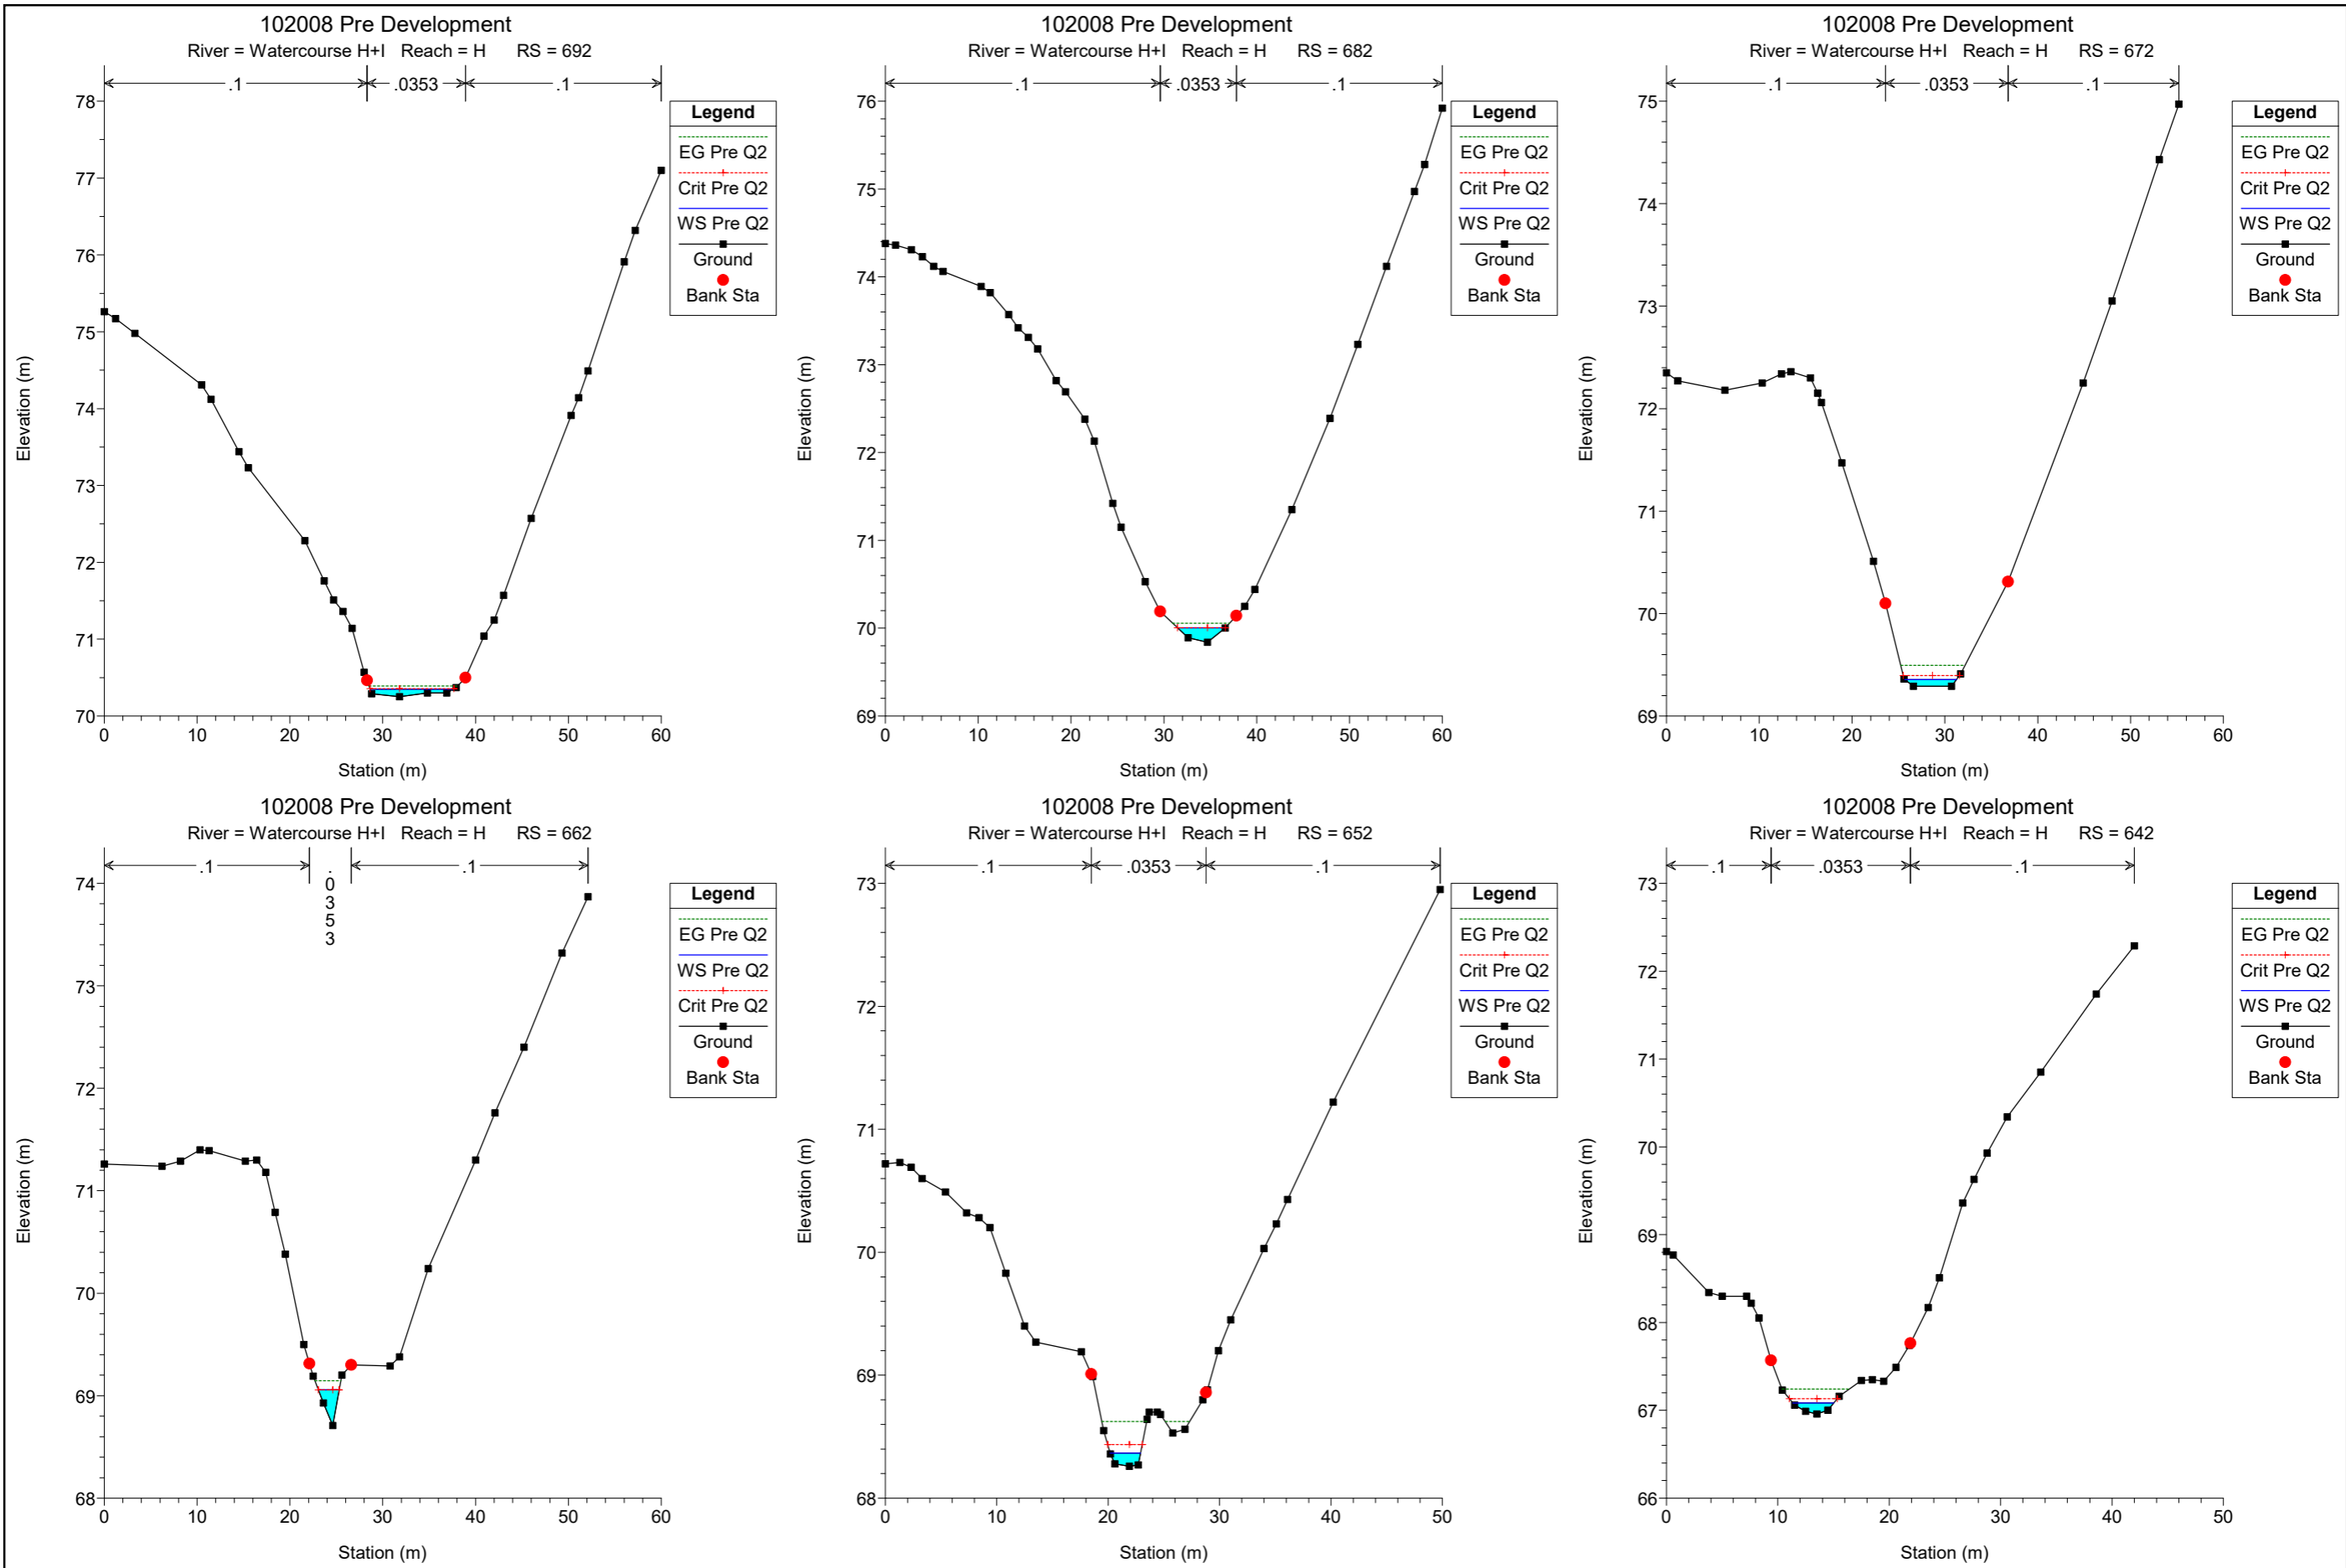 102008 Pre Development
River = Watercourse H+I Reach = H RS = 692
.1 .0353 .1
78
77
76
75
74
73
72
71
70
0 10 20 30 40 50 60
Elevation (m)
Station (m)
Legend
EG Pre Q2
Crit Pre Q2
WS Pre Q2
Ground
Bank Sta
102008 Pre Development
River = Watercourse H+I Reach = H RS = 682
.1 .0353 .1
76
75
74
73
72
71
70
69
0 10 20 30 40 50 60
Elevation (m)
Station (m)
Legend
EG Pre Q2
Crit Pre Q2
WS Pre Q2
Ground
Bank Sta
102008 Pre Development
River = Watercourse H+I Reach = H RS = 672
.1 .0353 .1
75
74
73
72
71
70
69
0 10 20 30 40 50 60
Elevation (m)
Station (m)
Legend
EG Pre Q2
Crit Pre Q2
WS Pre Q2
Ground
Bank Sta
102008 Pre Development
River = Watercourse H+I Reach = H RS = 662
.1 .0353 .1
74
73
72
71
70
69
68
0 10 20 30 40 50 60
Elevation (m)
Station (m)
Legend
EG Pre Q2
WS Pre Q2
Crit Pre Q2
Ground
Bank Sta
102008 Pre Development
River = Watercourse H+I Reach = H RS = 652
.1 .0353 .1
73
72
71
70
69
68
0 10 20 30 40 50
Elevation (m)
Station (m)
Legend
EG Pre Q2
Crit Pre Q2
WS Pre Q2
Ground
Bank Sta
102008 Pre Development
River = Watercourse H+I Reach = H RS = 642
.1 .0353 .1
73
72
71
70
69
68
67
66
0 10 20 30 40 50
Elevation (m)
Station (m)
Legend
EG Pre Q2
Crit Pre Q2
WS Pre Q2
Ground
Bank Sta